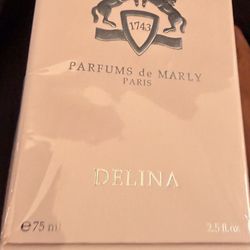 1743
PARFUMS de MARLY
PARIS
DELINA
℮75 ml 2.5 fl.oz.